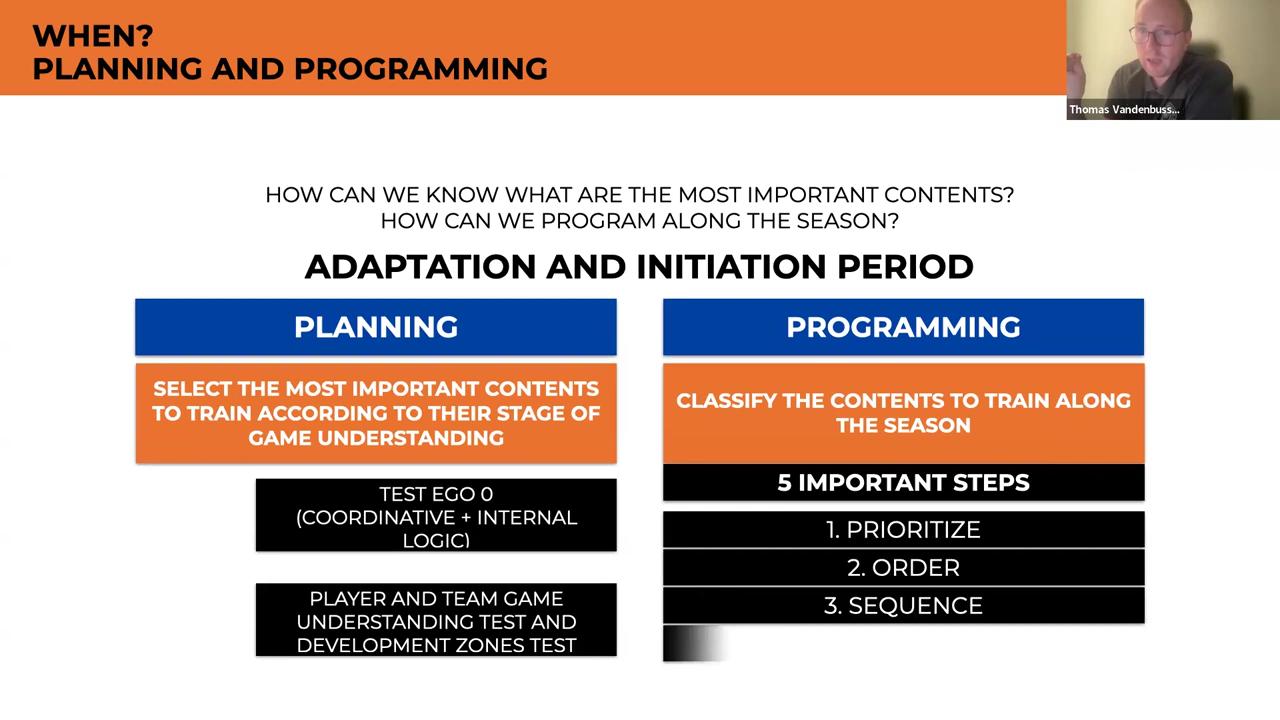 WHEN?
PLANNING AND PROGRAMMING
Thomas Vandenbuss...
HOW CAN WE KNOW WHAT ARE THE MOST IMPORTANT CONTENTS?
HOW CAN WE PROGRAM ALONG THE SEASON?
ADAPTATION AND INITIATION PERIOD
PLANNING
SELECT THE MOST IMPORTANT CONTENTS
TO TRAIN ACCORDING TO THEIR STAGE OF
GAME UNDERSTANDING
TEST EGO 0
(COORDINATIVE + INTERNAL
LOGIC)
PLAYER AND TEAM GAME
UNDERSTANDING TEST AND
DEVELOPMENT ZONES TEST
PROGRAMMING
CLASSIFY THE CONTENTS TO TRAIN ALONG
THE SEASON
5 IMPORTANT STEPS
1. PRIORITIZE
2. ORDER
3. SEQUENCE